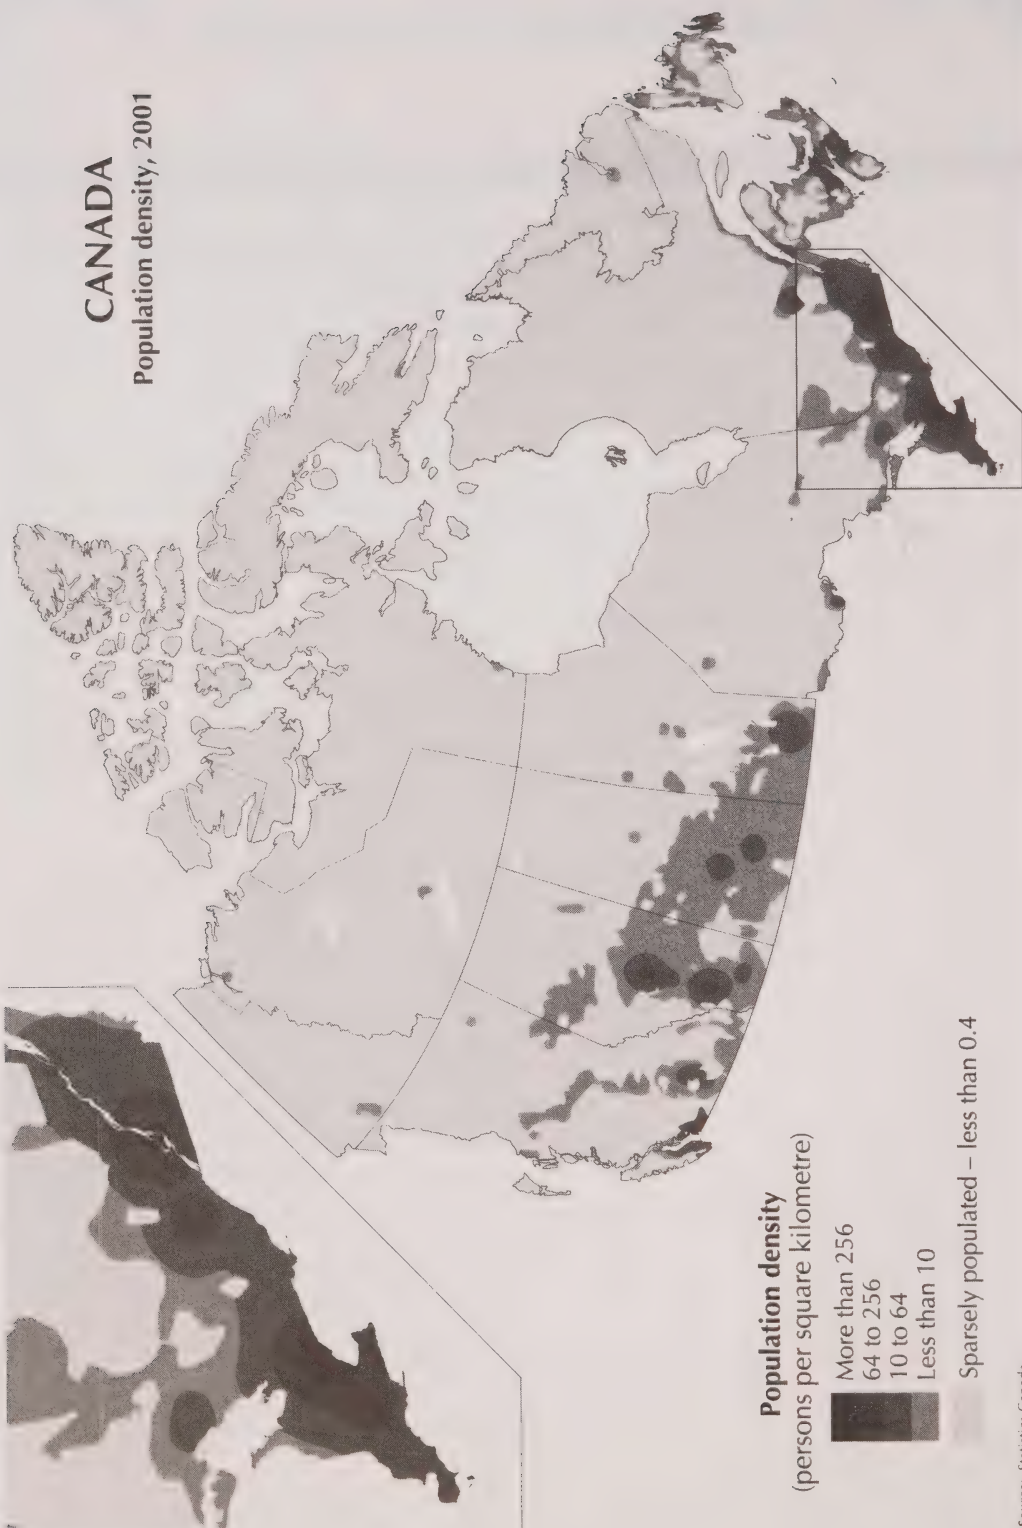 CANADA
Population density, 2001
Population density
(persons per square kilometre)
More than 256
64 to 256
10 to 64
Less than 10
Sparsely populated – less than 0.4